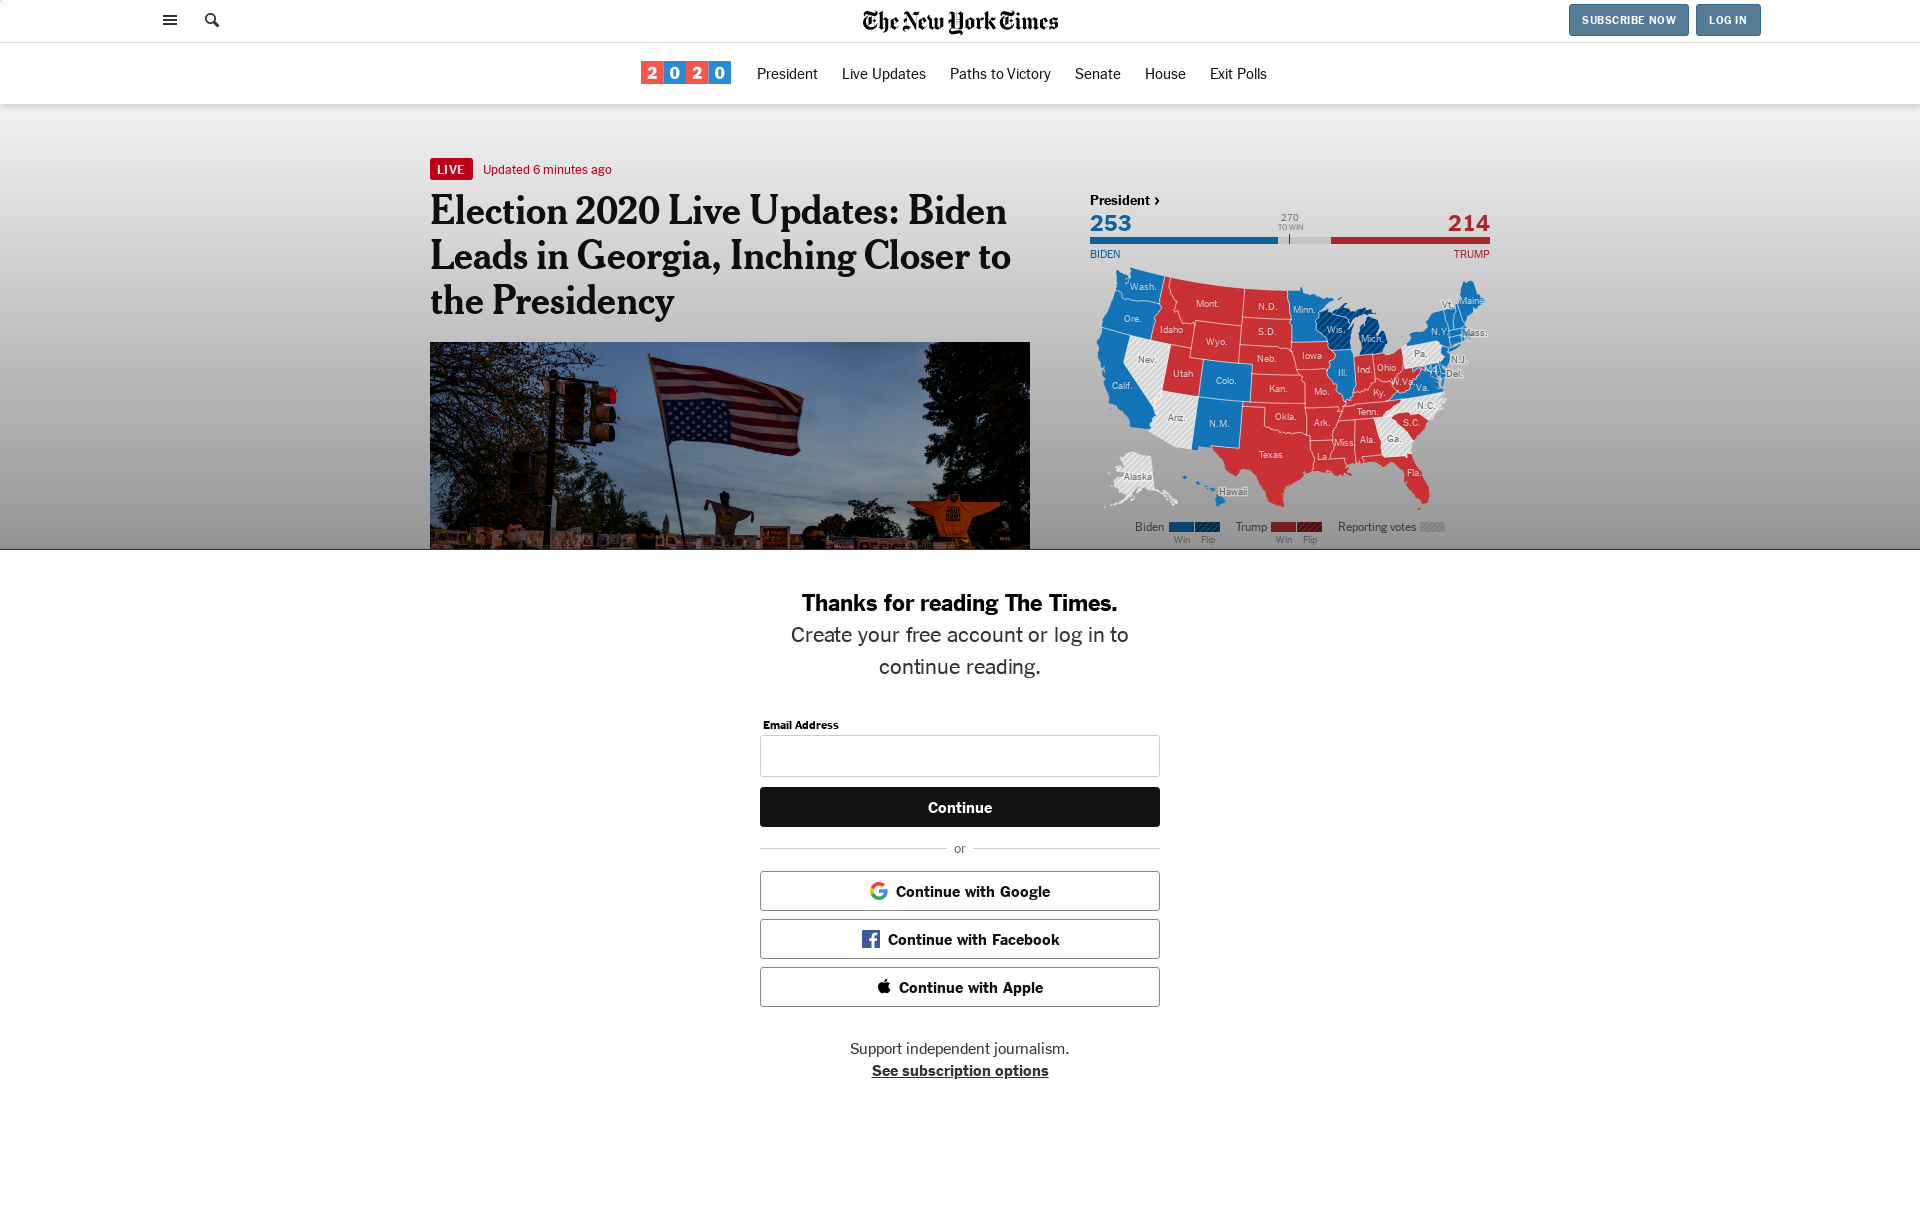 The New York Times
SUBSCRIBE NOW
LOG IN
2020
President
Live Updates
Paths to Victory
Senate
House
Exit Polls
LIVE
Updated 6 minutes ago
Election 2020 Live Updates: Biden
Leads in Georgia, Inching Closer to
the Presidency
President ›
253
270
TO WIN
214
BIDEN
TRUMP
Wash.
Mont.
N.D.
Minn.
Vt.
Maine
Ore.
Idaho
S.D.
Wis.
Mich.
N.Y.
Mass.
Wyo.
Nev.
Neb.
Iowa
Pa.
N.J.
Utah
Colo.
Ill.
Ind.
Ohio
Md.
Del.
Calif.
Kan.
Mo.
Ky.
W.Va.
Va.
Ariz.
N.M.
Okla.
Ark.
Tenn.
N.C.
S.C.
Texas
La.
Miss.
Ala.
Ga.
Fla.
Alaska
Hawaii
Biden
Win
Flip
Trump
Win
Flip
Reporting votes
Thanks for reading The Times.
Create your free account or log in to
continue reading.
Email Address
Continue
or
Continue with Google
Continue with Facebook
Continue with Apple
Support independent journalism.
See subscription options